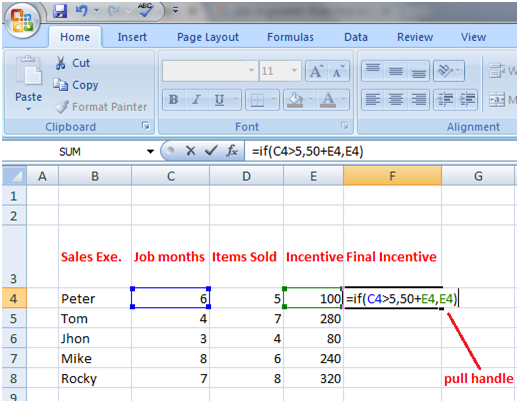 ABC
Home Insert Page Layout Formulas Data Review View
Paste
Cut
Copy
Format Painter
11 A A
B I U A
Clipboard Font Alignment
SUM fx =if(C4>5,50+E4,E4)
A B C D E F G
1
2
3 Sales Exe. Job months Items Sold Incentive Final Incentive
4 Peter 6 5 100 =if(C4>5,50+E4,E4)
5 Tom 4 7 280
6 Jhon 3 4 80
7 Mike 8 6 240
8 Rocky 7 8 320
pull handle
9